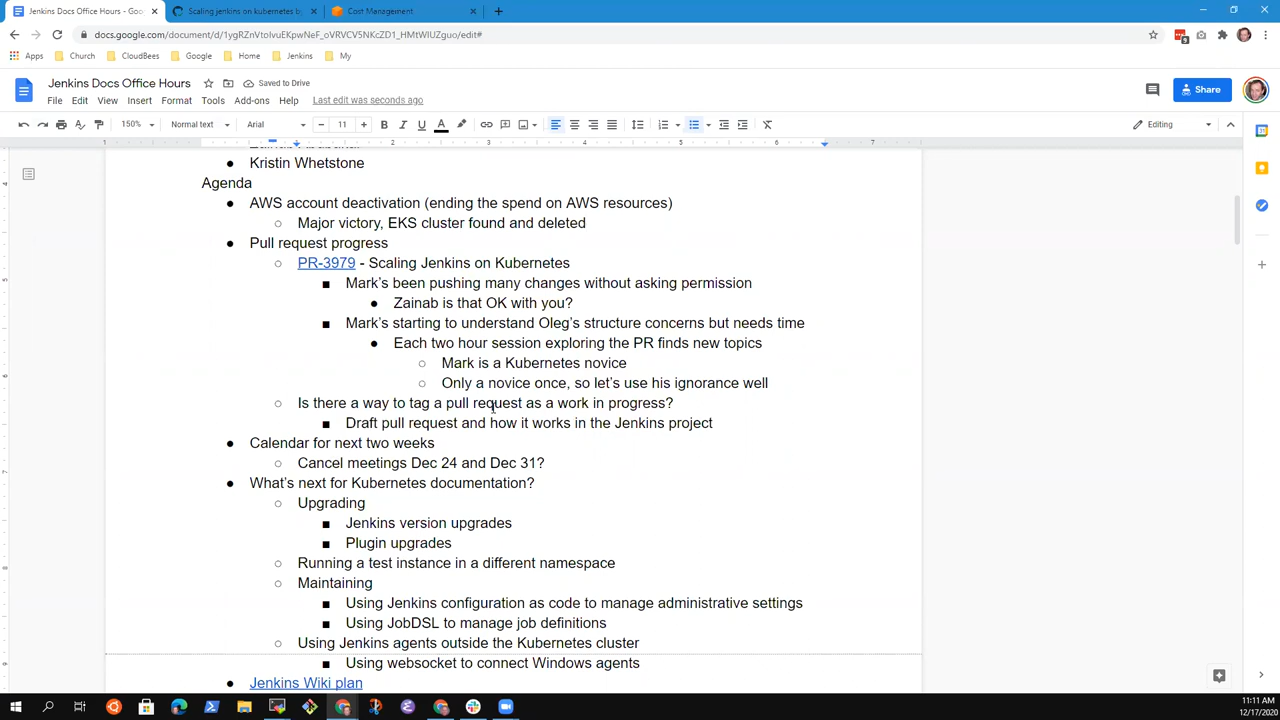 Jenkins Docs Office Hours - Goo
Scaling jenkins on kubernetes by
Cost Management
docs.google.com/document/d/1ygRZnVtoIvuEKpwNeF_oVRVCV5NKcZD1_HMtWIUZguo/edit#
Apps
Church
CloudBees
Google
Home
Jenkins
My
Jenkins Docs Office Hours
Saved to Drive
File
Edit
View
Insert
Format
Tools
Add-ons
Help
Last edit was seconds ago
Share
150%
Normal text
Arial
11
Editing
Kristin Whetstone
Agenda
AWS account deactivation (ending the spend on AWS resources)
Major victory, EKS cluster found and deleted
Pull request progress
PR-3979 - Scaling Jenkins on Kubernetes
Mark's been pushing many changes without asking permission
Zainab is that OK with you?
Mark's starting to understand Oleg's structure concerns but needs time
Each two hour session exploring the PR finds new topics
Mark is a Kubernetes novice
Only a novice once, so let's use his ignorance well
Is there a way to tag a pull request as a work in progress?
Draft pull request and how it works in the Jenkins project
Calendar for next two weeks
Cancel meetings Dec 24 and Dec 31?
What's next for Kubernetes documentation?
Upgrading
Jenkins version upgrades
Plugin upgrades
Running a test instance in a different namespace
Maintaining
Using Jenkins configuration as code to manage administrative settings
Using JobDSL to manage job definitions
Using Jenkins agents outside the Kubernetes cluster
Using websocket to connect Windows agents
Jenkins Wiki plan
11:11 AM
12/17/2020